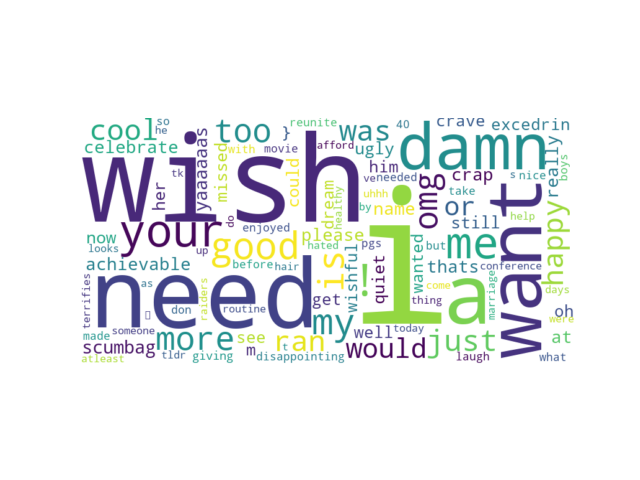 so
he
cool
too
}
reunite
was
40
crave
excedrin
celebrate
tk
yaaaaaas
missed
with
movie
afford
ugly
damn
really
boys
wish
her
could
him
ve
needed
crap
s
nice
omg
name
take
or
help
your
do
enjoyed
dream
healthy
please
by
uhhh
i
still
want
happy
now
looks
up
good
is
hated
pgs
wanted
but
me
achievable
before
hair
wishful
quiet
!
thats
conference
terrifies
as
need
get
thing
come
a
marriage
days
someone
don
raiders
routine
my
well
today
oh
were
made
more
see
ran
would
just
at
scumbag
m
t
atleast
tldr
giving
disappointing
laugh
what